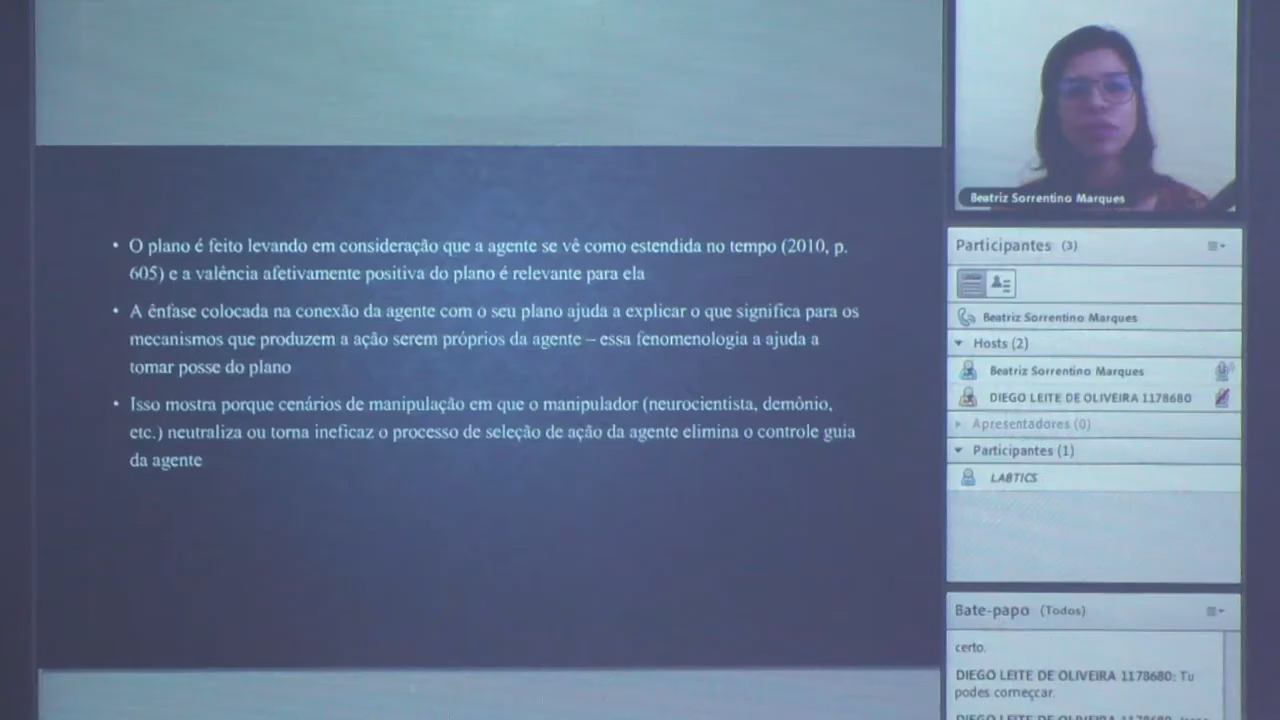 • O plano é feito levando em consideração que a agente se vê como estendida no tempo (2010, p.
605) e a valência afetivamente positiva do plano é relevante para ela
• A ênfase colocada na conexão da agente com o seu plano ajuda a explicar o que significa para os
mecanismos que produzem a ação serem próprios da agente – essa fenomenologia a ajuda a
tomar posse do plano
• Isso mostra porque cenários de manipulação em que o manipulador (neurocientista, demônio,
etc.) neutraliza ou torna ineficaz o processo de seleção de ação da agente elimina o controle guia
da agente
Beatriz Sorrentino Marques
Participantes (3)
Beatriz Sorrentino Marques
Hosts (2)
Beatriz Sorrentino Marques
DIEGO LEITE DE OLIVEIRA 1178680
Apresentadores (0)
Participantes (1)
LABTICS
Bate-papo (Todos)
certo.
DIEGO LEITE DE OLIVEIRA 1178680: Tu
podes começcar.
DIEGO LEITE DE OLIVEIRA 1178680: